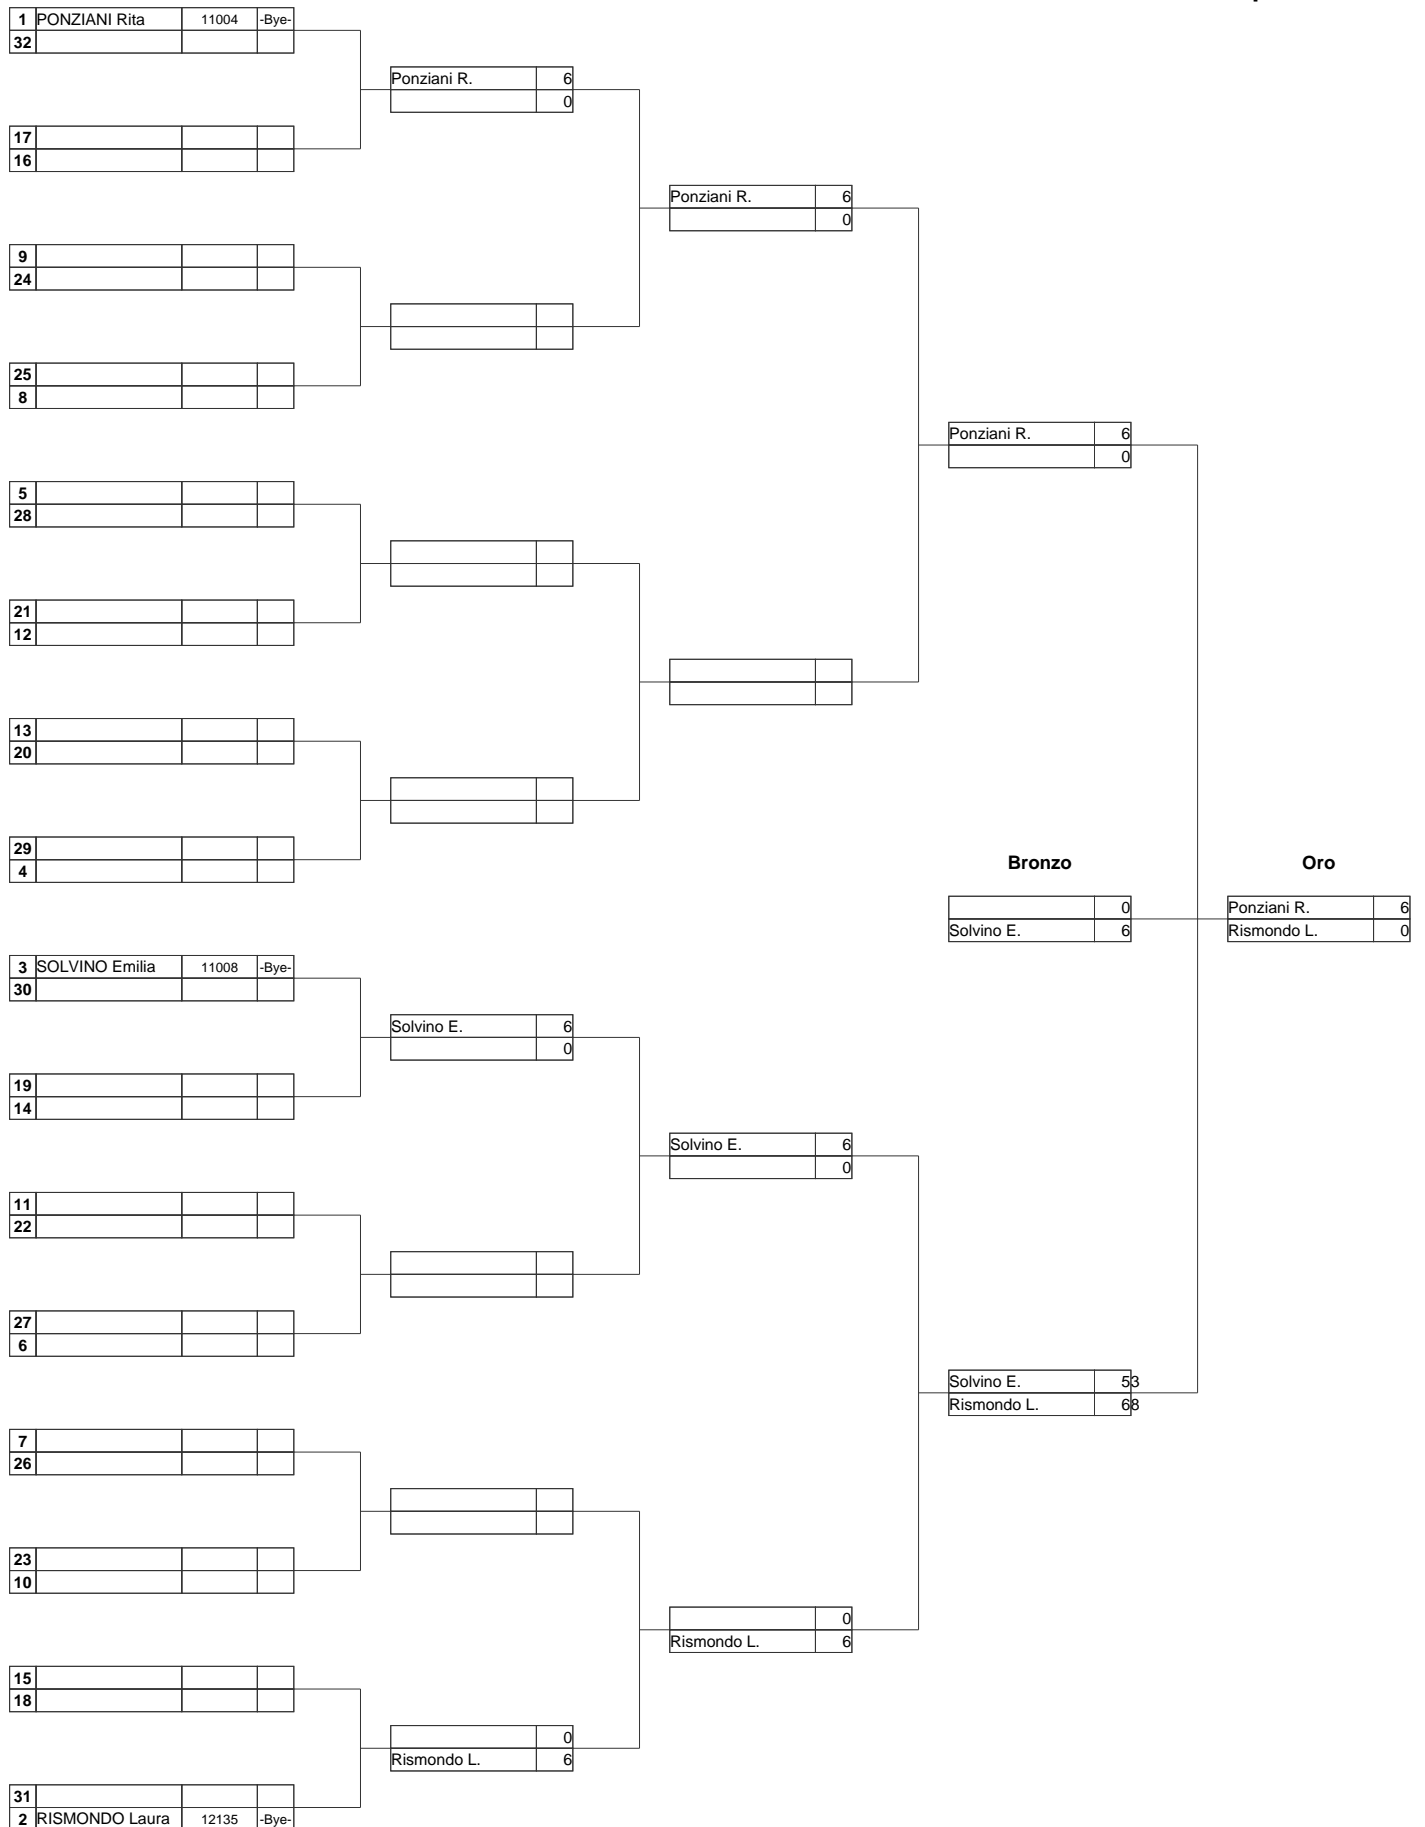 1 PONZIANI Rita 11004 -Bye-
32
Ponziani R. 6
0
17
16
Ponziani R. 6
0
9
24
25
8
Ponziani R. 6
0
5
28
21
12
13
20
29
4
Bronzo Oro
0 Ponziani R. 6
Solvino E. 6 Rismondo L. 0
3 SOLVINO Emilia 11008 -Bye-
30
Solvino E. 6
0
19
14
Solvino E. 6
0
11
22
27
6
Solvino E. 53
Rismondo L. 68
7
26
23
10
0
Rismondo L. 6
15
18
0
Rismondo L. 6
31
2 RISMONDO Laura 12135 -Bye-